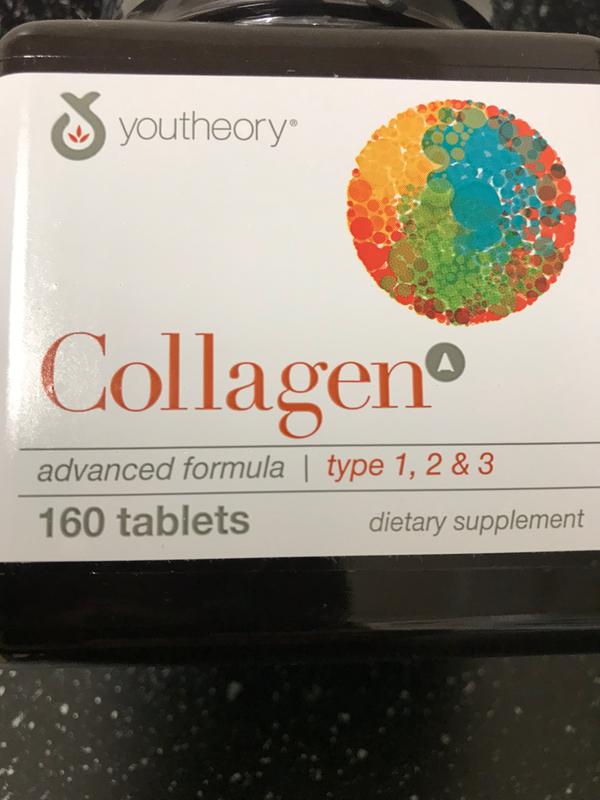 youtheory®
Collagen A
advanced formula | type 1, 2 & 3
160 tablets dietary supplement